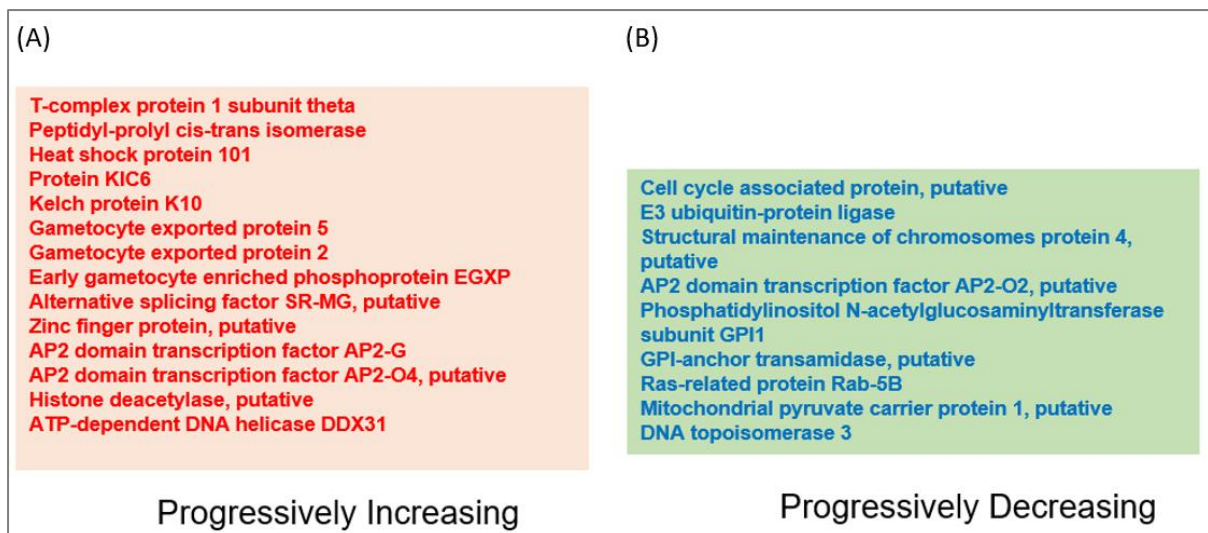 (A)
T-complex protein 1 subunit theta
Peptidyl-prolyl cis-trans isomerase
Heat shock protein 101
Protein KIC6
Kelch protein K10
Gametocyte exported protein 5
Gametocyte exported protein 2
Early gametocyte enriched phosphoprotein EGXP
Alternative splicing factor SR-MG, putative
Zinc finger protein, putative
AP2 domain transcription factor AP2-G
AP2 domain transcription factor AP2-O4, putative
Histone deacetylase, putative
ATP-dependent DNA helicase DDX31
Progressively Increasing
(B)
Cell cycle associated protein, putative
E3 ubiquitin-protein ligase
Structural maintenance of chromosomes protein 4,
putative
AP2 domain transcription factor AP2-O2, putative
Phosphatidylinositol N-acetylglucosaminyltransferase
subunit GPI1
GPI-anchor transamidase, putative
Ras-related protein Rab-5B
Mitochondrial pyruvate carrier protein 1, putative
DNA topoisomerase 3
Progressively Decreasing